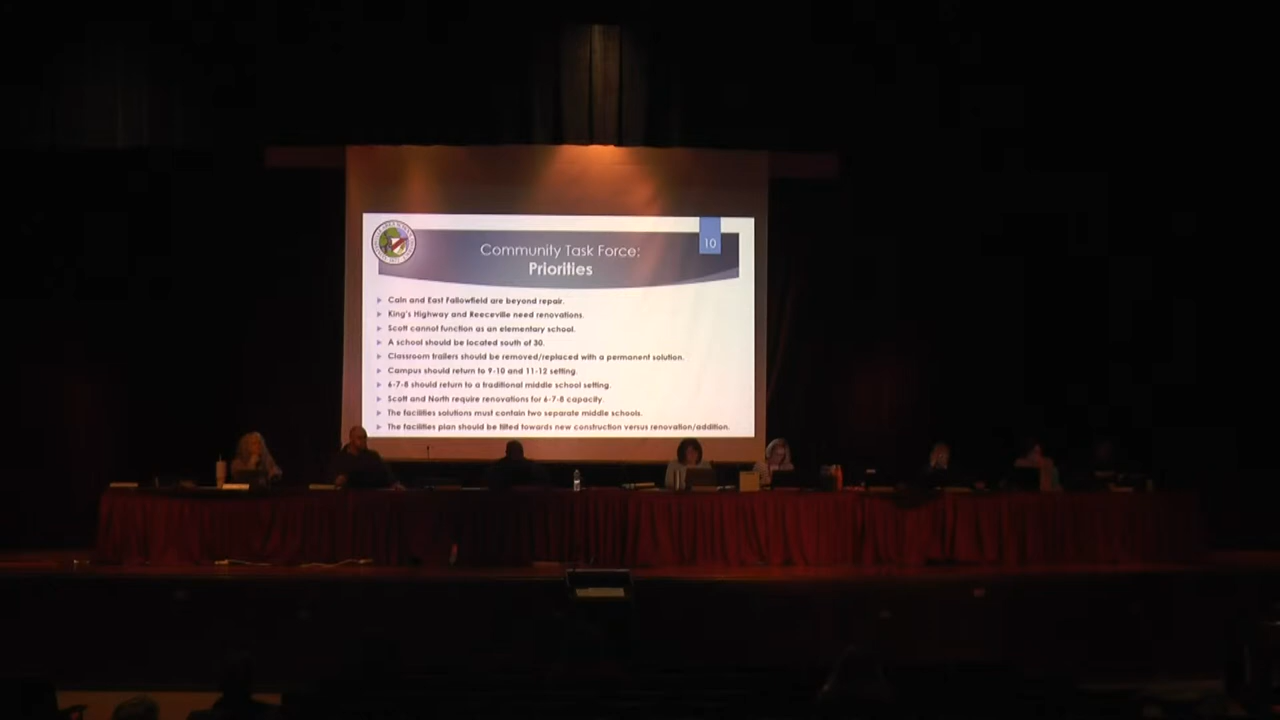 10
Community Task Force:
Priorities
Caln and East Fallowfield are beyond repair.
King's Highway and Reeceville need renovations.
Scott cannot function as an elementary school.
A school should be located south of 30.
Classroom trailers should be removed/replaced with a permanent solution.
Campus should return to 9-10 and 11-12 setting.
6-7-8 should return to a traditional middle school setting.
Scott and North require renovations for 6-7-8 capacity.
The facilities solutions must contain two separate middle schools.
The facilities plan should be tilted towards new construction versus renovation/addition.